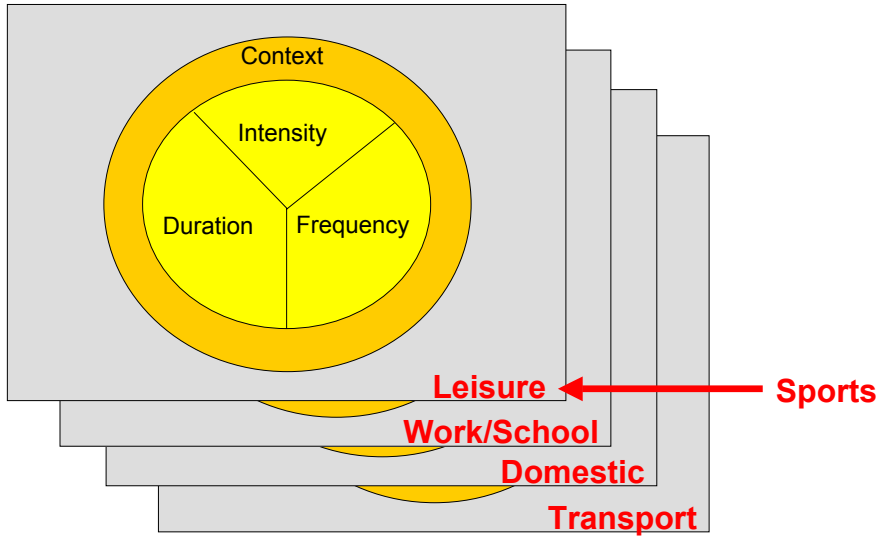 Context
Intensity
Duration
Frequency
Leisure
Sports
Work/School
Domestic
Transport